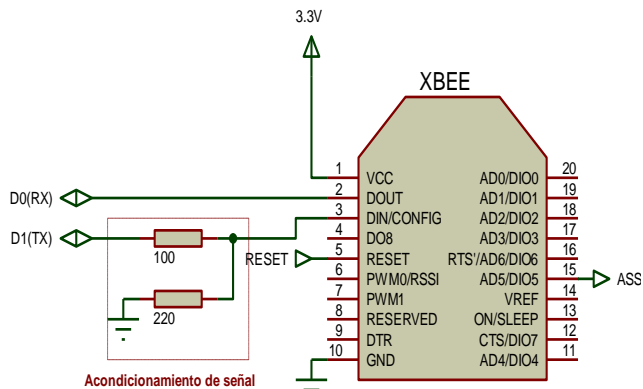 3.3V
XBEE
1 VCC AD0/DIO0 20
D0(RX) 2 DOUT AD1/DIO1 19
3 DIN/CONFIG AD2/DIO2 18
D1(TX) 100 4 DO8 AD3/DIO3 17
RESET 5 RESET RTS'/AD6/DIO6 16
6 PWM0/RSSI AD5/DIO5 15 ASS
220 7 PWM1 VREF 14
8 RESERVED ON/SLEEP 13
9 DTR CTS/DIO7 12
10 GND AD4/DIO4 11
Acondicionamiento de señal